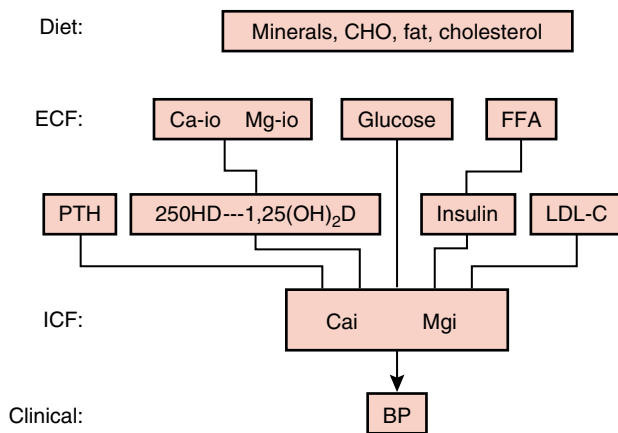 Diet: Minerals, CHO, fat, cholesterol
ECF: Ca-io Mg-io Glucose FFA
PTH 250HD---1,25(OH)₂D Insulin LDL-C
ICF: Cai Mgi
Clinical: BP